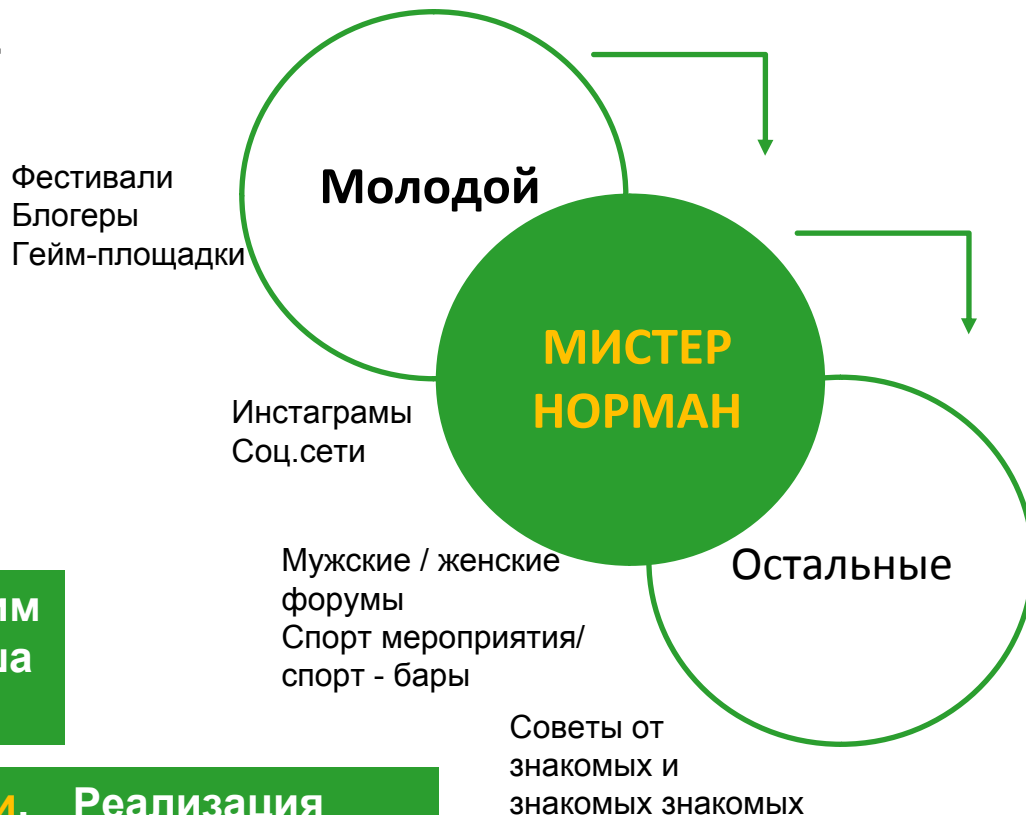 Фестивали
Блогеры
Гейм-площадки
Молодой
МИСТЕР
НОРМАН
Инстаграмы
Соц.сети
Мужские / женские
форумы
Спорт мероприятия/
спорт - бары
Остальные
Советы от
знакомых и
знакомых знакомых
Реализация